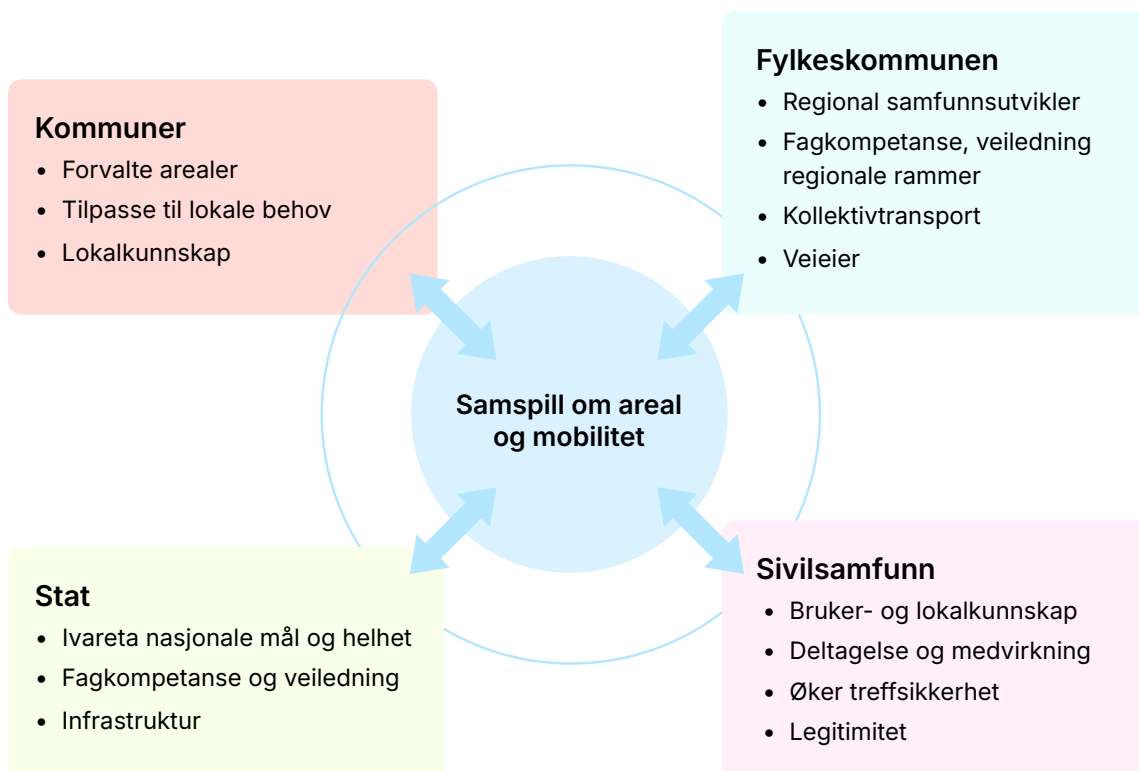 Kommuner
• Forvalte arealer
• Tilpasse til lokale behov
• Lokalkunnskap
Fylkeskommunen
• Regional samfunnsutvikler
• Fagkompetanse, veiledning
regionale rammer
• Kollektivtransport
• Veieier
Samspill om areal
og mobilitet
Stat
• Ivareta nasjonale mål og helhet
• Fagkompetanse og veiledning
• Infrastruktur
Sivilsamfunn
• Bruker- og lokalkunnskap
• Deltagelse og medvirkning
• Øker treffsikkerhet
• Legitimitet